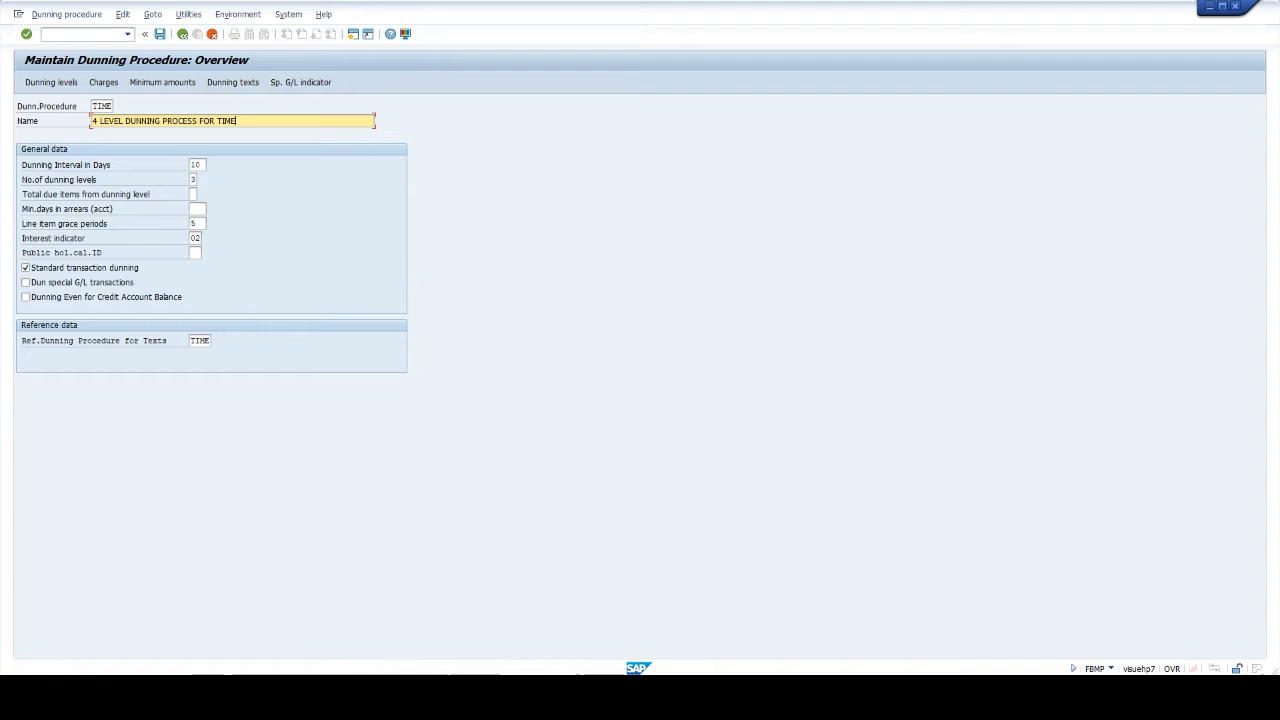 Dunning procedure Edit Goto Utilities Environment System Help
Maintain Dunning Procedure: Overview
Dunning levels Charges Minimum amounts Dunning texts Sp. G/L indicator
Dunn.Procedure TIME
Name 4 LEVEL DUNNING PROCESS FOR TIME
General data
Dunning Interval in Days 10
No.of dunning levels 3
Total due items from dunning level
Min.days in arrears (acct)
Line item grace periods 5
Interest indicator 02
Public hol.cal.ID
Standard transaction dunning
Dun special G/L transactions
Dunning Even for Credit Account Balance
Reference data
Ref.Dunning Procedure for Texts TIME
SAP FBMP visuehp7 OVR